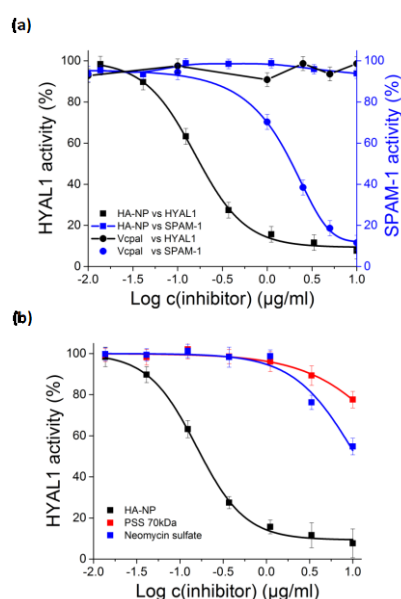 (a)
100
80
60
40
20
0
HYAL1 activity (%)
100
80
60
40
20
0
SPAM-1 activity (%)
HA-NP vs HYAL1
HA-NP vs SPAM-1
Vcpal vs HYAL1
Vcpal vs SPAM-1
-2.0 -1.5 -1.0 -0.5 0.0 0.5 1.0
Log c(inhibitor) (µg/ml)
(b)
100
80
60
40
20
0
HYAL1 activity (%)
HA-NP
PSS 70kDa
Neomycin sulfate
-2.0 -1.5 -1.0 -0.5 0.0 0.5 1.0
Log c(inhibitor) (µg/ml)